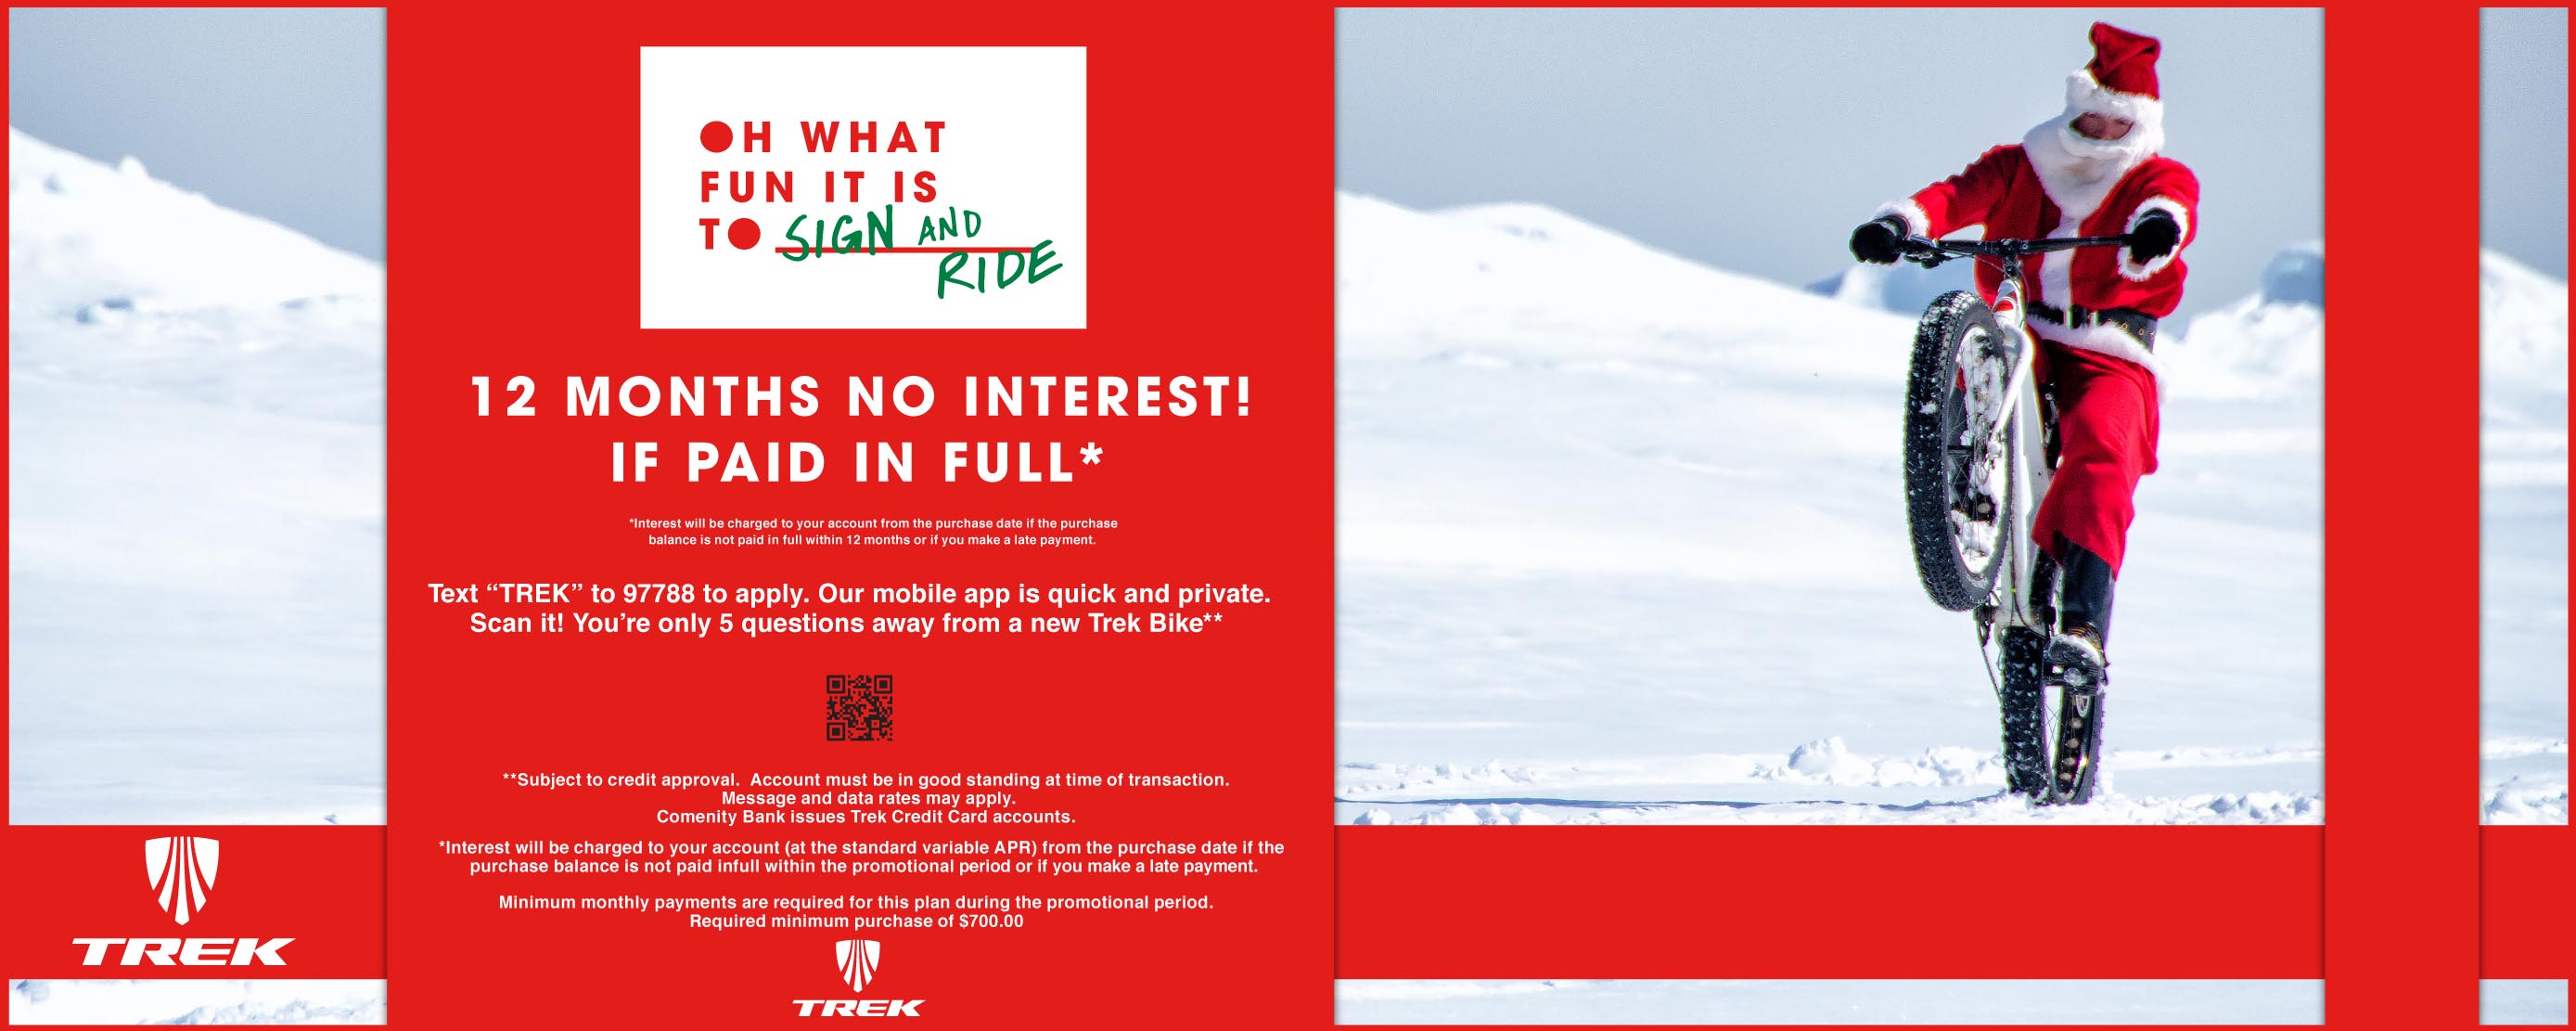 OH WHAT
FUN IT IS
TO SIGN AND
RIDE
12 MONTHS NO INTEREST!
IF PAID IN FULL*
*Interest will be charged to your account from the purchase date if the purchase
balance is not paid in full within 12 months or if you make a late payment.
Text “TREK” to 97788 to apply. Our mobile app is quick and private.
Scan it! You’re only 5 questions away from a new Trek Bike**
**Subject to credit approval.  Account must be in good standing at time of transaction.
Message and data rates may apply.
Comenity Bank issues Trek Credit Card accounts.
*Interest will be charged to your account (at the standard variable APR) from the purchase date if the
purchase balance is not paid infull within the promotional period or if you make a late payment.
Minimum monthly payments are required for this plan during the promotional period.
Required minimum purchase of $700.00
TREK
TREK